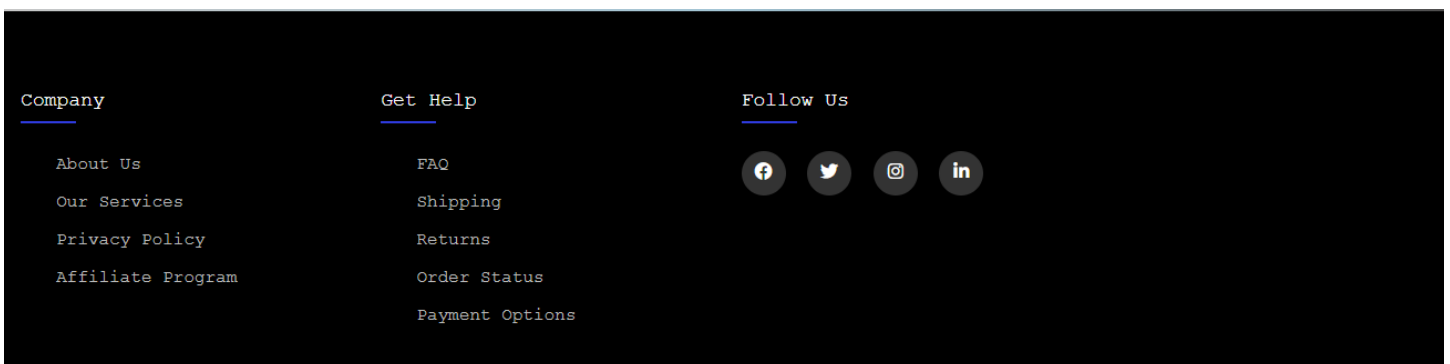 Company
About Us
Our Services
Privacy Policy
Affiliate Program
Get Help
FAQ
Shipping
Returns
Order Status
Payment Options
Follow Us
in